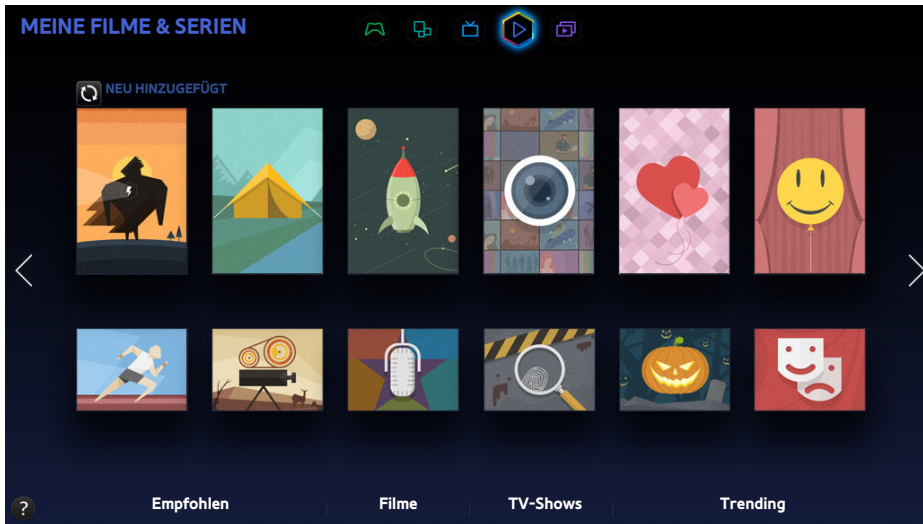 MEINE FILME & SERIEN
NEU HINZUGEFÜGT
? Empfohlen Filme TV-Shows Trending